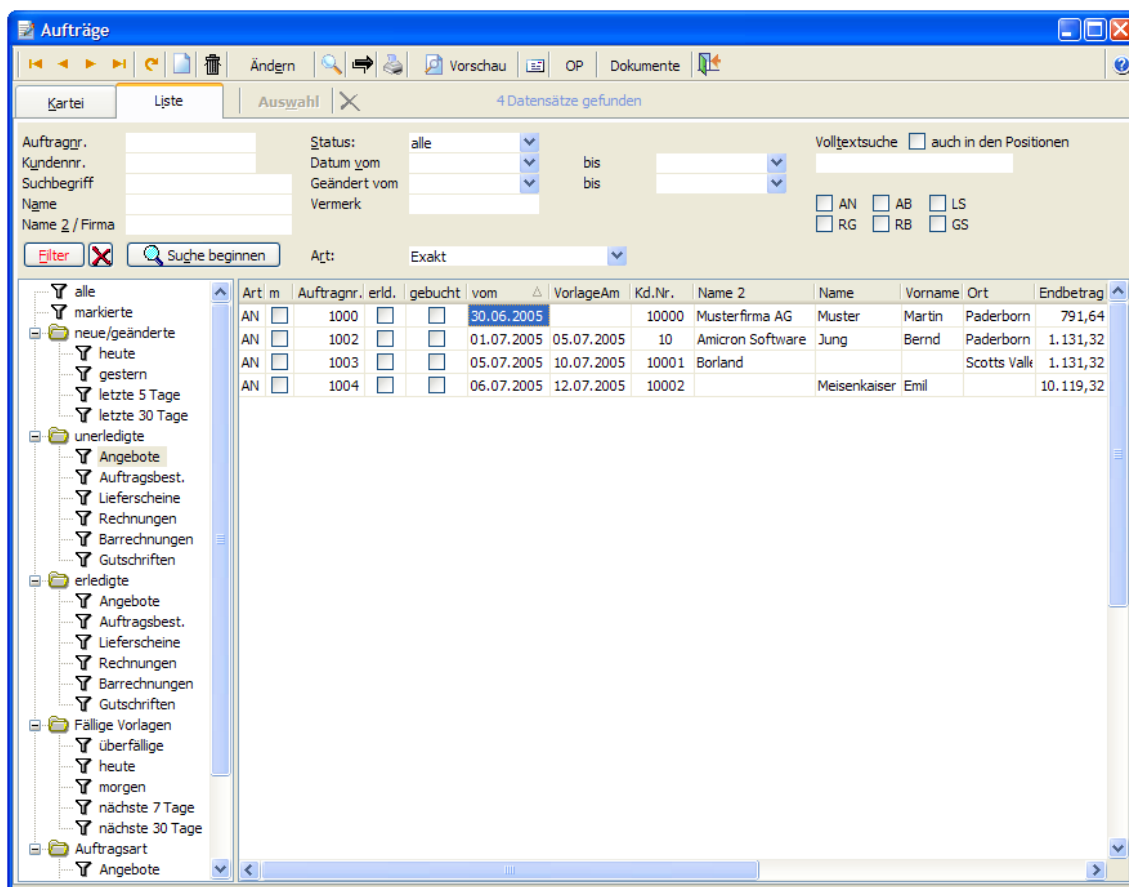 Aufträge
Ändern Vorschau OP Dokumente
Kartei Liste Auswahl 4 Datensätze gefunden
Auftragnr. Status: alle Volltextsuche auch in den Positionen
Kundennr. Datum vom bis
Suchbegriff Geändert vom bis
Name Vermerk AN AB LS
Name 2 / Firma RG RB GS
Filter Suche beginnen Art: Exakt
alle
markierte
neue/geänderte
heute
gestern
letzte 5 Tage
letzte 30 Tage
unerledigte
Angebote
Auftragsbest.
Lieferscheine
Rechnungen
Barrechnungen
Gutschriften
erledigte
Angebote
Auftragsbest.
Lieferscheine
Rechnungen
Barrechnungen
Gutschriften
Fällige Vorlagen
überfällige
heute
morgen
nächste 7 Tage
nächste 30 Tage
Auftragsart
Angebote
Art m Auftragnr. erld. gebucht vom VorlageAm Kd.Nr. Name 2 Name Vorname Ort Endbetrag
AN 1000 30.06.2005 10000 Musterfirma AG Muster Martin Paderborn 791,64
AN 1002 01.07.2005 05.07.2005 10 Amicron Software Jung Bernd Paderborn 1.131,32
AN 1003 05.07.2005 10.07.2005 10001 Borland Scotts Valle 1.131,32
AN 1004 06.07.2005 12.07.2005 10002 Meisenkaiser Emil 10.119,32